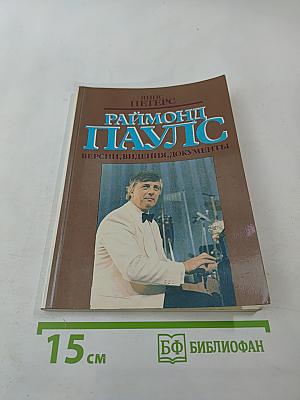 ЯНИС
ПЕТЕРС
РАЙМОНД
ПАУЛС
ВЕРСИИ, ВИДЕНИЯ, ДОКУМЕНТЫ
15 см
БФ БИБЛИОФАН